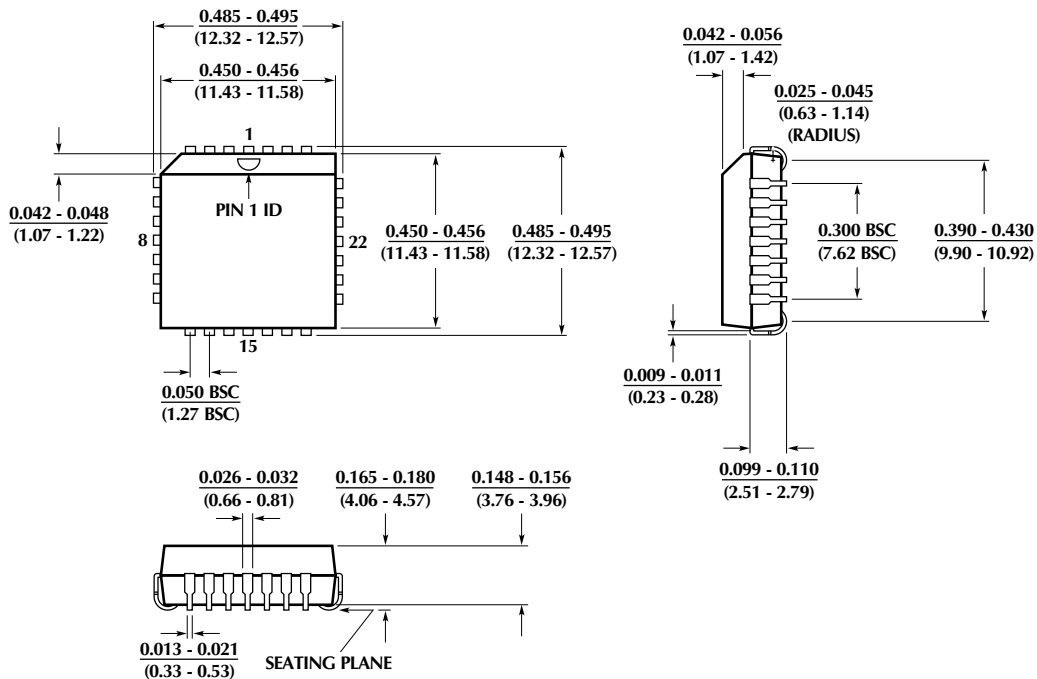 0.485 - 0.495
(12.32 - 12.57)
0.450 - 0.456
(11.43 - 11.58)
1
0.042 - 0.048
(1.07 - 1.22)
PIN 1 ID
8
22
0.450 - 0.456
(11.43 - 11.58)
0.485 - 0.495
(12.32 - 12.57)
15
0.050 BSC
(1.27 BSC)
0.042 - 0.056
(1.07 - 1.42)
0.025 - 0.045
(0.63 - 1.14)
(RADIUS)
0.300 BSC
(7.62 BSC)
0.390 - 0.430
(9.90 - 10.92)
0.009 - 0.011
(0.23 - 0.28)
0.099 - 0.110
(2.51 - 2.79)
0.026 - 0.032
(0.66 - 0.81)
0.165 - 0.180
(4.06 - 4.57)
0.148 - 0.156
(3.76 - 3.96)
0.013 - 0.021
(0.33 - 0.53)
SEATING PLANE